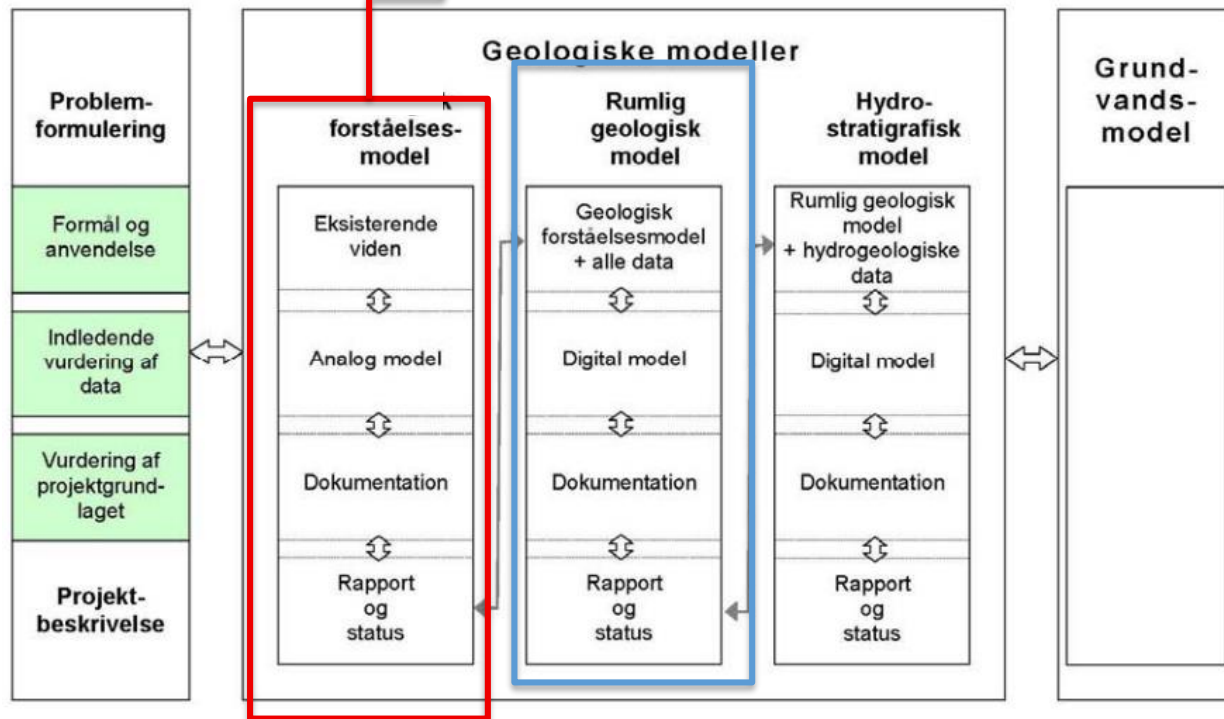 Geologiske modeller
Problem-
formulering
Formål og
anvendelse
Indledende
vurdering af
data
Vurdering af
projektgrund-
laget
Projekt-
beskrivelse
forståelses-
model
Eksisterende
viden
Analog model
Dokumentation
Rapport
og
status
Rumlig
geologisk
model
Geologisk
forståelsesmodel
+ alle data
Digital model
Dokumentation
Rapport
og
status
Hydro-
stratigrafisk
model
Rumlig geologisk
model
+ hydrogeologiske
data
Digital model
Dokumentation
Rapport
og
status
Grund-
vands-
model